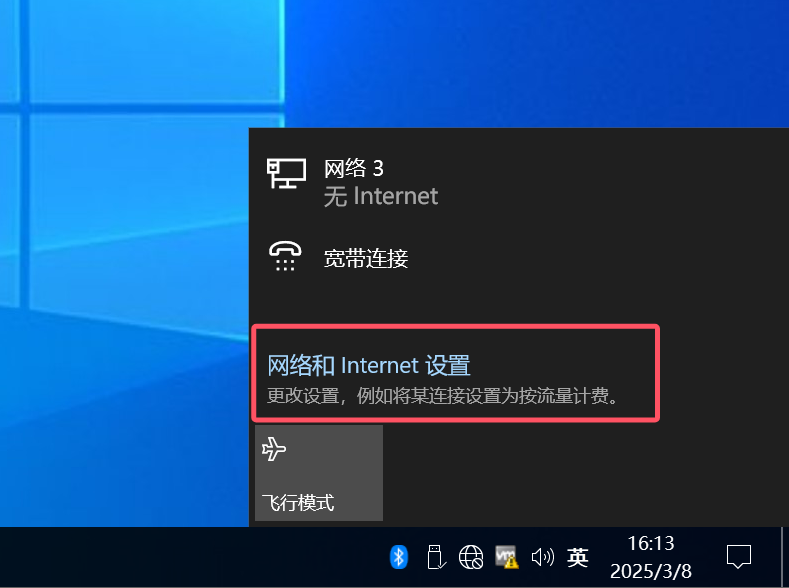 网络 3
无 Internet
宽带连接
网络和 Internet 设置
更改设置，例如将某连接设置为按流量计费。
飞行模式
vm
英
16:13
2025/3/8